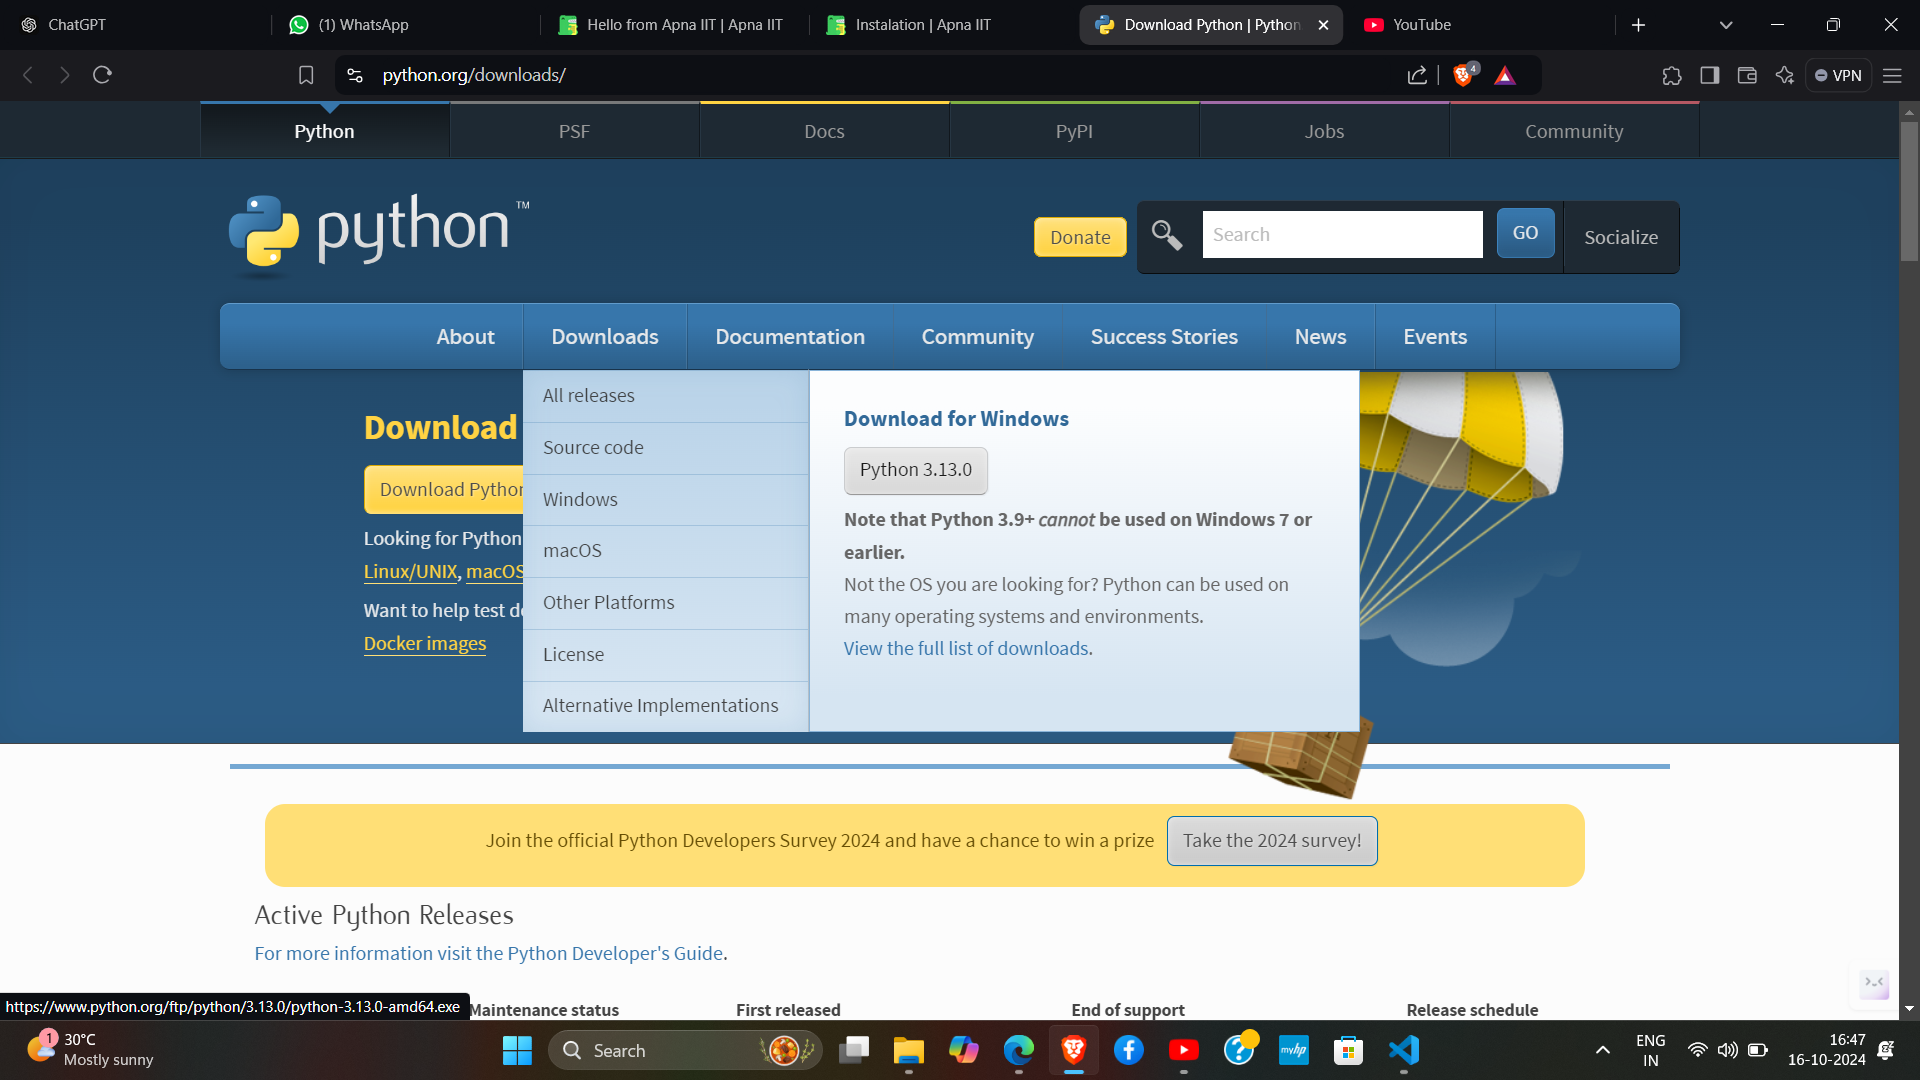 ChatGPT
(1) WhatsApp
Hello from Apna IIT | Apna IIT
Instalation | Apna IIT
Download Python | Python
YouTube
python.org/downloads/
4
VPN
Python
PSF
Docs
PyPI
Jobs
Community
python™
Donate
Search
GO
Socialize
About
Downloads
Documentation
Community
Success Stories
News
Events
All releases
Source code
Windows
macOS
Other Platforms
License
Alternative Implementations
Download for Windows
Python 3.13.0
Note that Python 3.9+ cannot be used on Windows 7 or
earlier.
Not the OS you are looking for? Python can be used on
many operating systems and environments.
View the full list of downloads.
Download
Download Python
Looking for Python
Linux/UNIX, macOS
Want to help test de
Docker images
Join the official Python Developers Survey 2024 and have a chance to win a prize
Take the 2024 survey!
Active Python Releases
For more information visit the Python Developer's Guide.
Maintenance status
First released
End of support
Release schedule
https://www.python.org/ftp/python/3.13.0/python-3.13.0-amd64.exe
1
30°C
Mostly sunny
Search
myhp
ENG
IN
16:47
16-10-2024